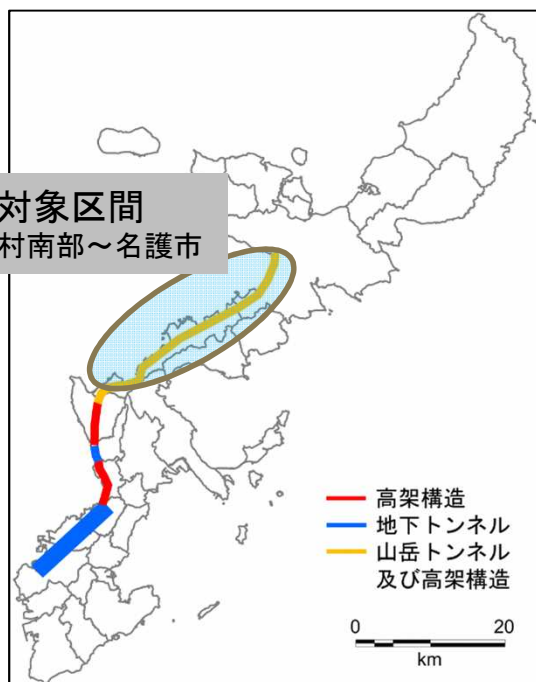 対象区間
村南部～名護市
高架構造
地下トンネル
山岳トンネル
及び高架構造
0 20
km